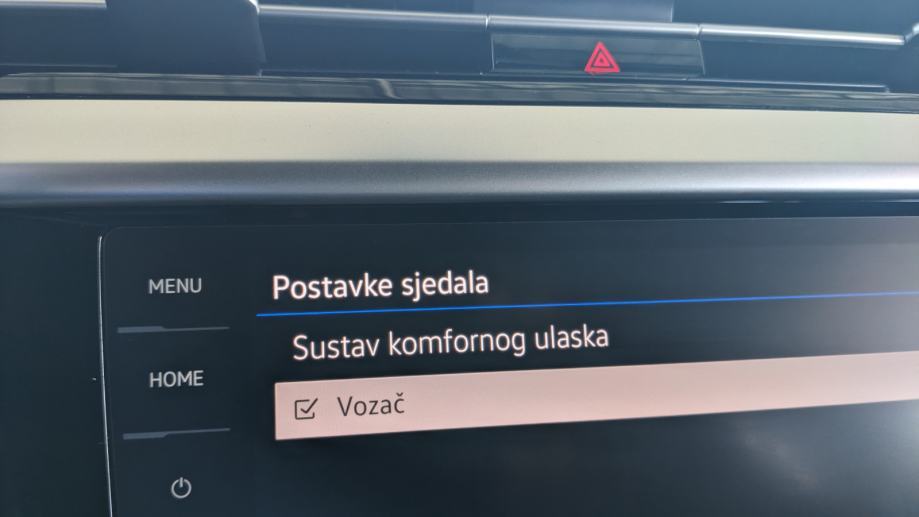 MENU
HOME
Postavke sjedala
Sustav komfornog ulaska
Vozač